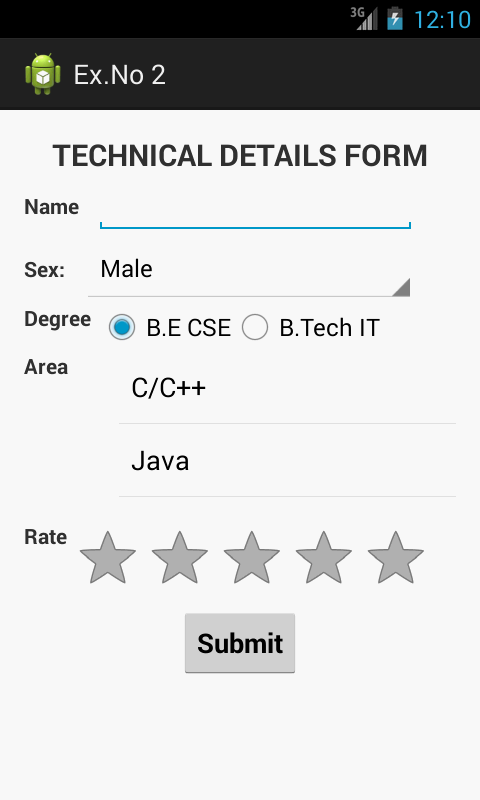 3G 12:10
Ex.No 2
TECHNICAL DETAILS FORM
Name
Sex: Male
Degree B.E CSE B.Tech IT
Area
C/C++
Java
Rate
Submit